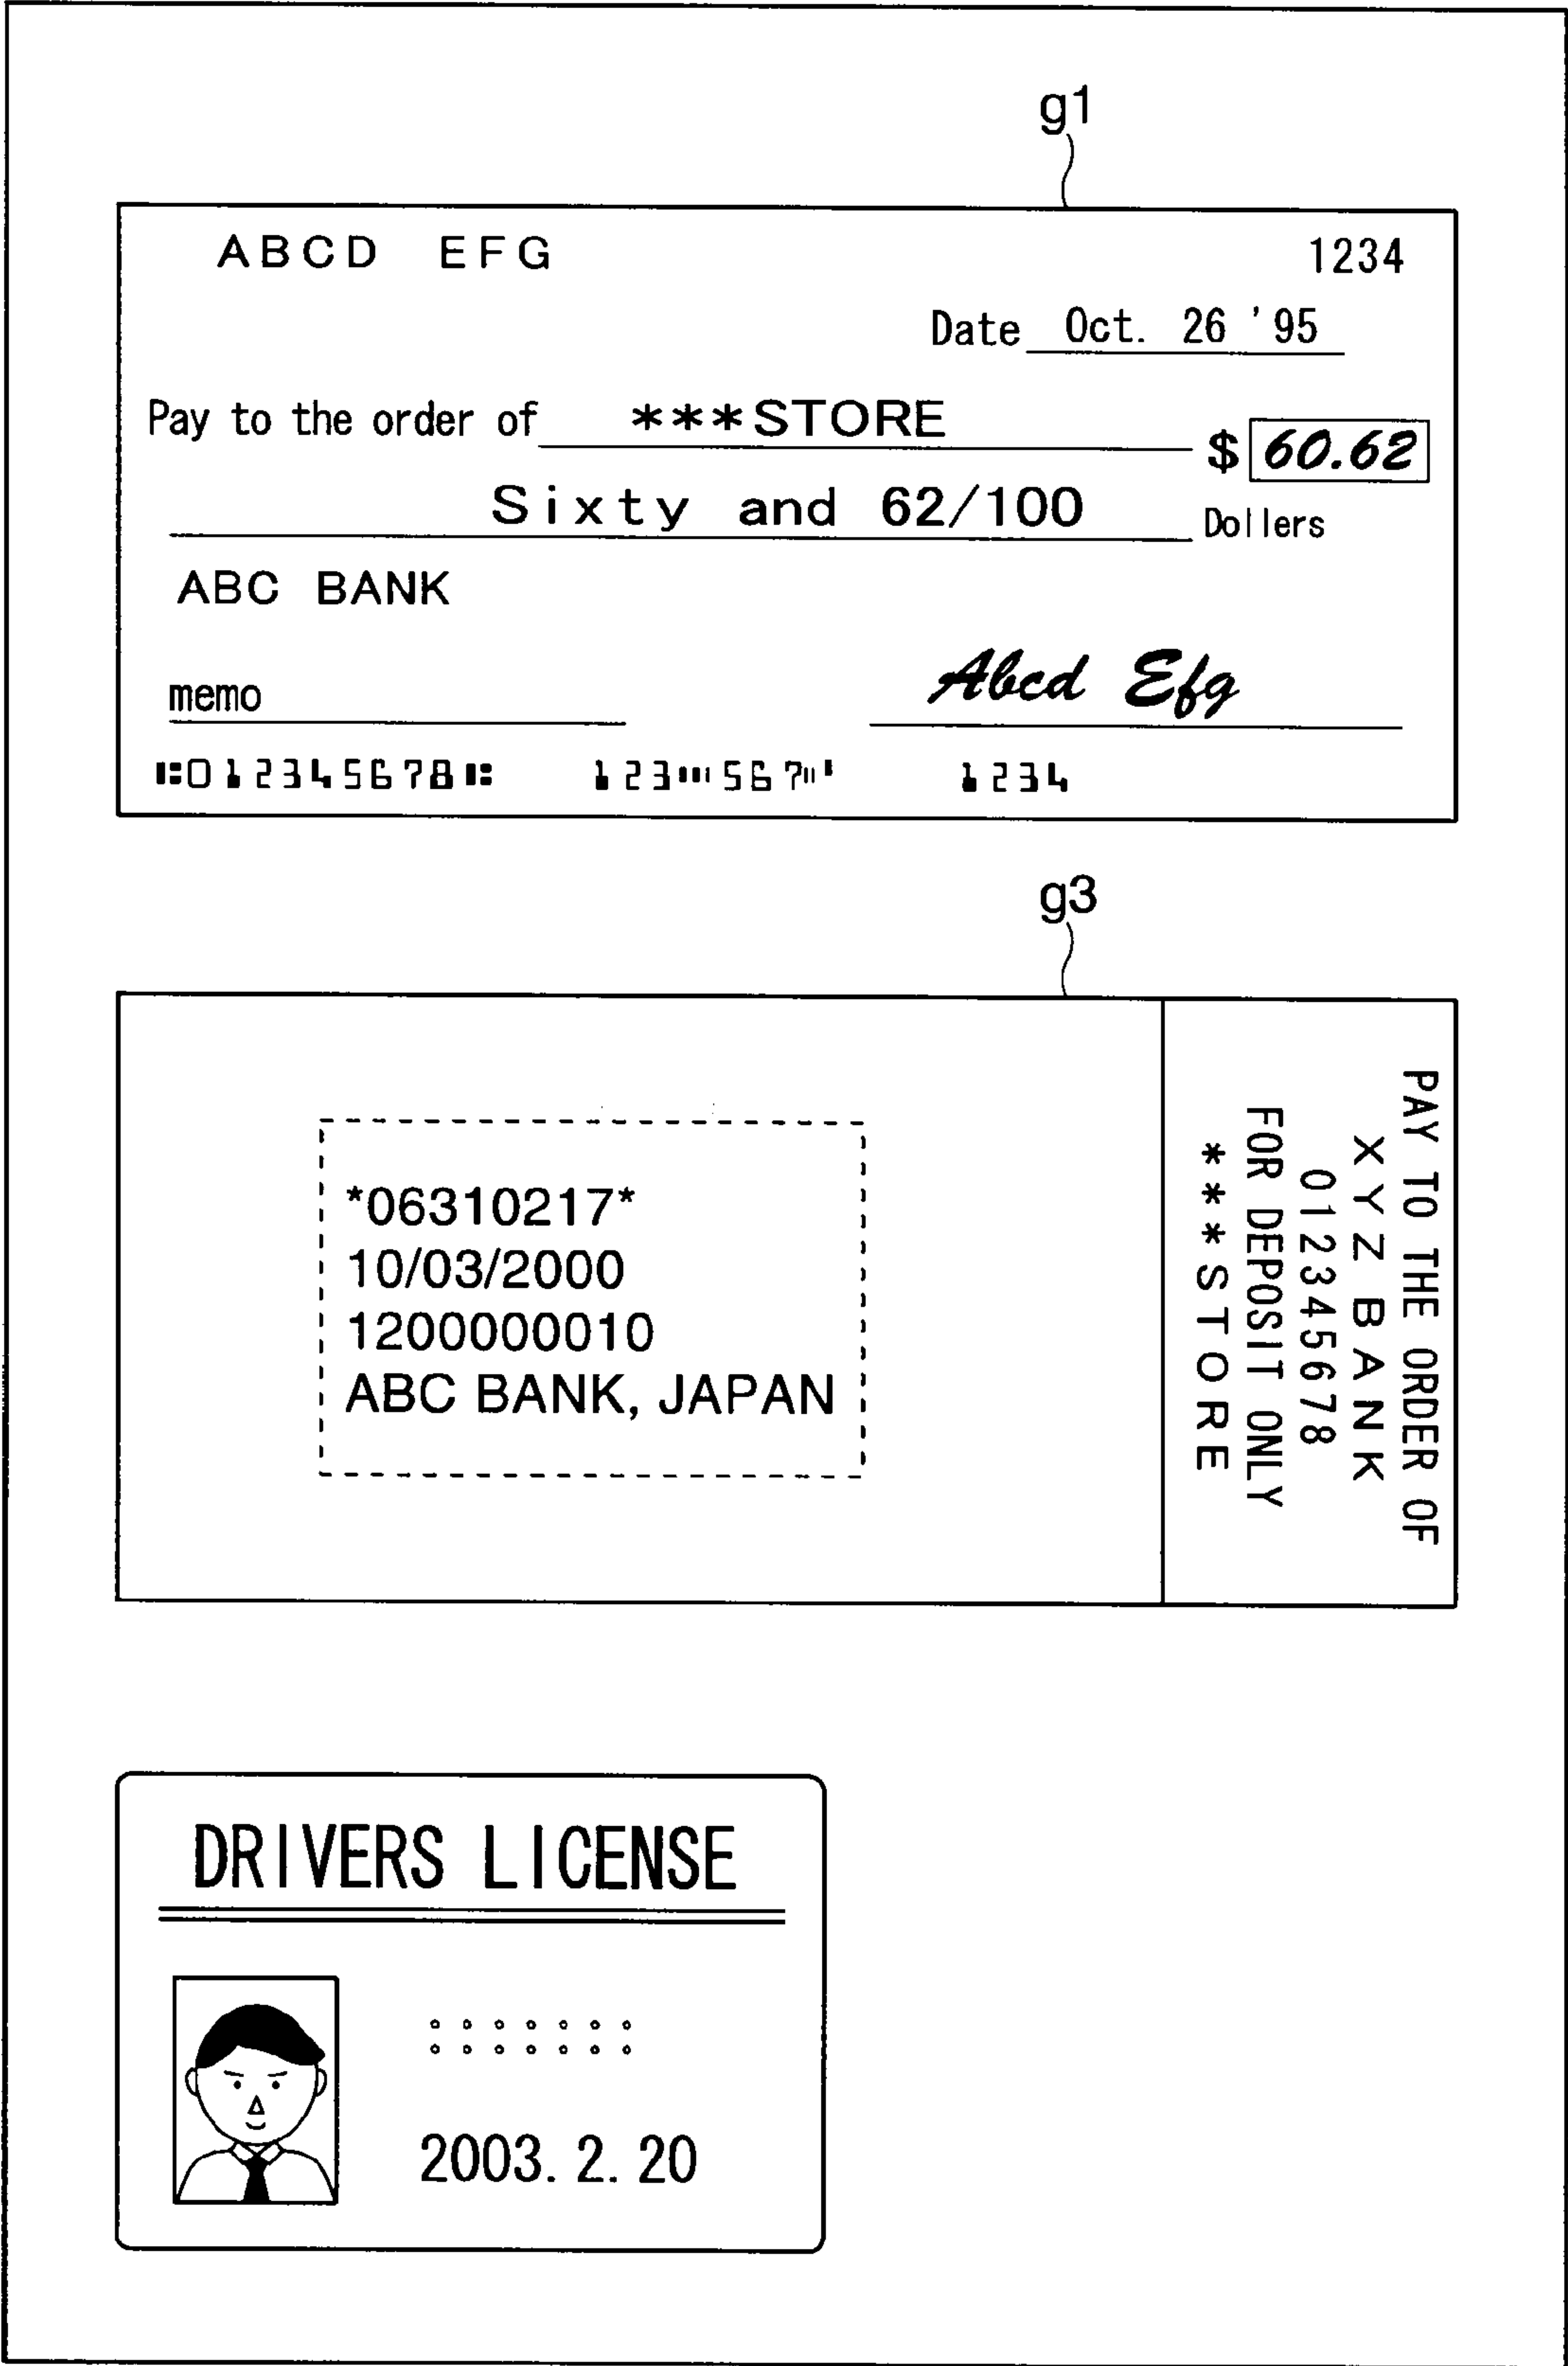 g1
ABCD EFG 1234
Date Oct. 26 '95
Pay to the order of ***STORE
$ 60.62
Sixty and 62/100 Dollers
ABC BANK
Abcd Efg
memo
⑆012345678⑆ 123⑉567⑈ 1234
g3
*06310217*
10/03/2000
1200000010
ABC BANK, JAPAN
PAY TO THE ORDER OF
XYZ BANK
012345678
FOR DEPOSIT ONLY
***STORE
DRIVERS LICENSE
2003. 2. 20